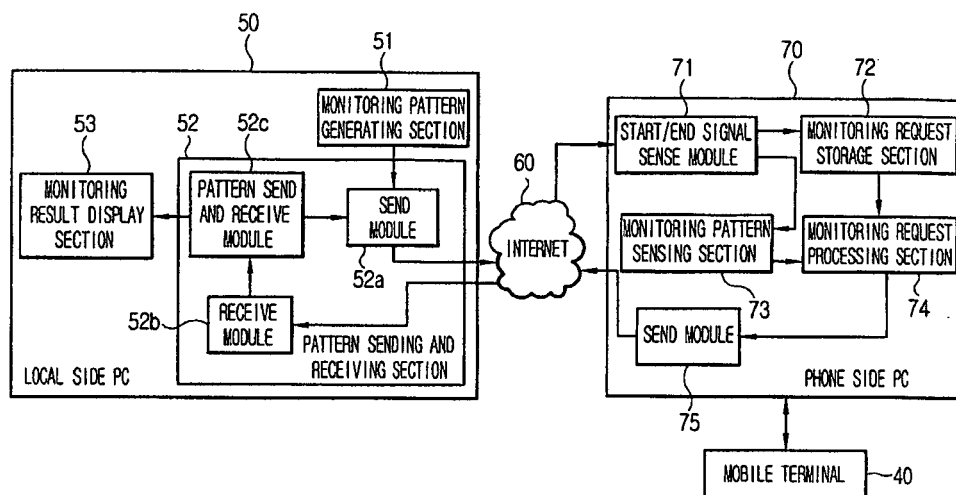 50
51
MONITORING PATTERN
GENERATING SECTION
53
52
52c
MONITORING
RESULT DISPLAY
SECTION
PATTERN SEND
AND RECEIVE
MODULE
SEND
MODULE
52a
52b
RECEIVE
MODULE
PATTERN SENDING AND
RECEIVING SECTION
LOCAL SIDE PC
60
INTERNET
70
71
72
START/END SIGNAL
SENSE MODULE
MONITORING REQUEST
STORAGE SECTION
MONITORING PATTERN
SENSING SECTION
73
MONITORING REQUEST
PROCESSING SECTION
74
SEND MODULE
75
PHONE SIDE PC
MOBILE TERMINAL
40